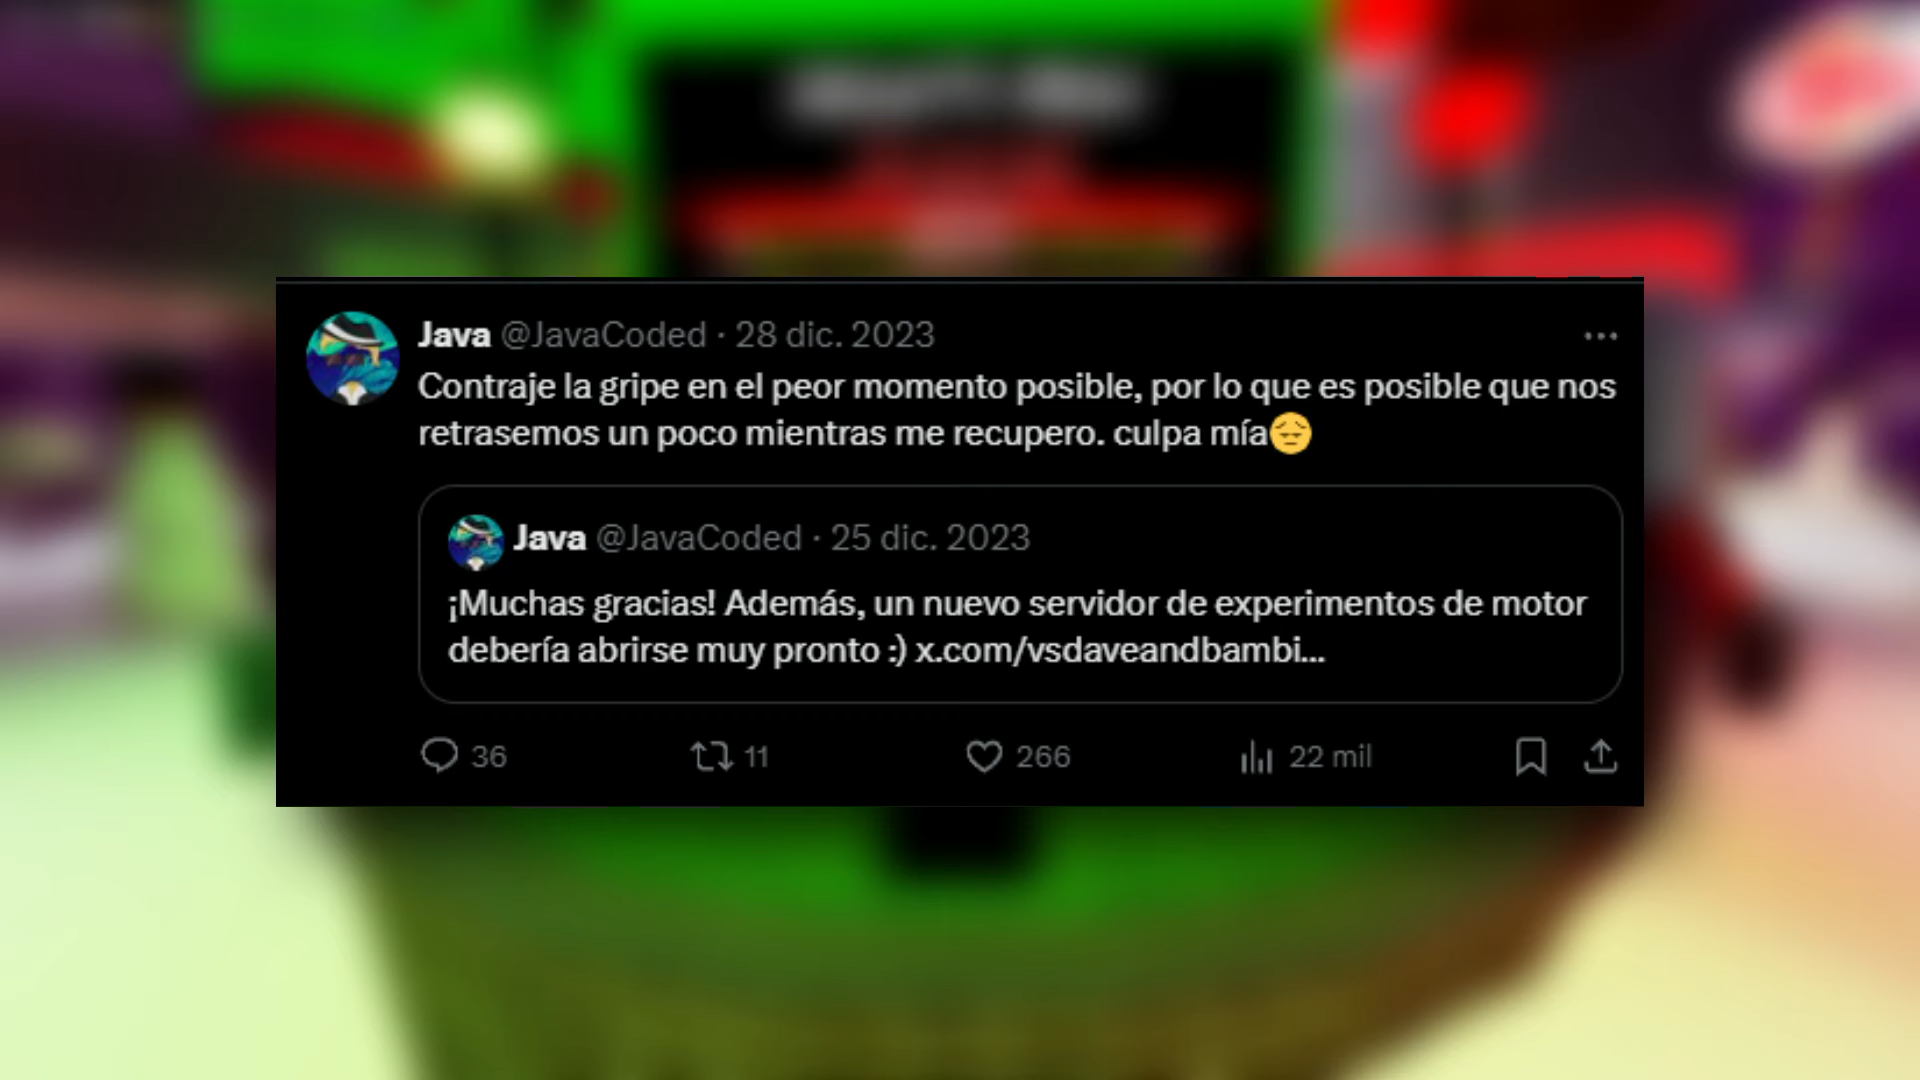 Java @JavaCoded · 28 dic. 2023
Contraje la gripe en el peor momento posible, por lo que es posible que nos
retrasemos un poco mientras me recupero. culpa mía😔
Java @JavaCoded · 25 dic. 2023
¡Muchas gracias! Además, un nuevo servidor de experimentos de motor
debería abrirse muy pronto :) x.com/vsdaveandbambi...
36 11 266 22 mil